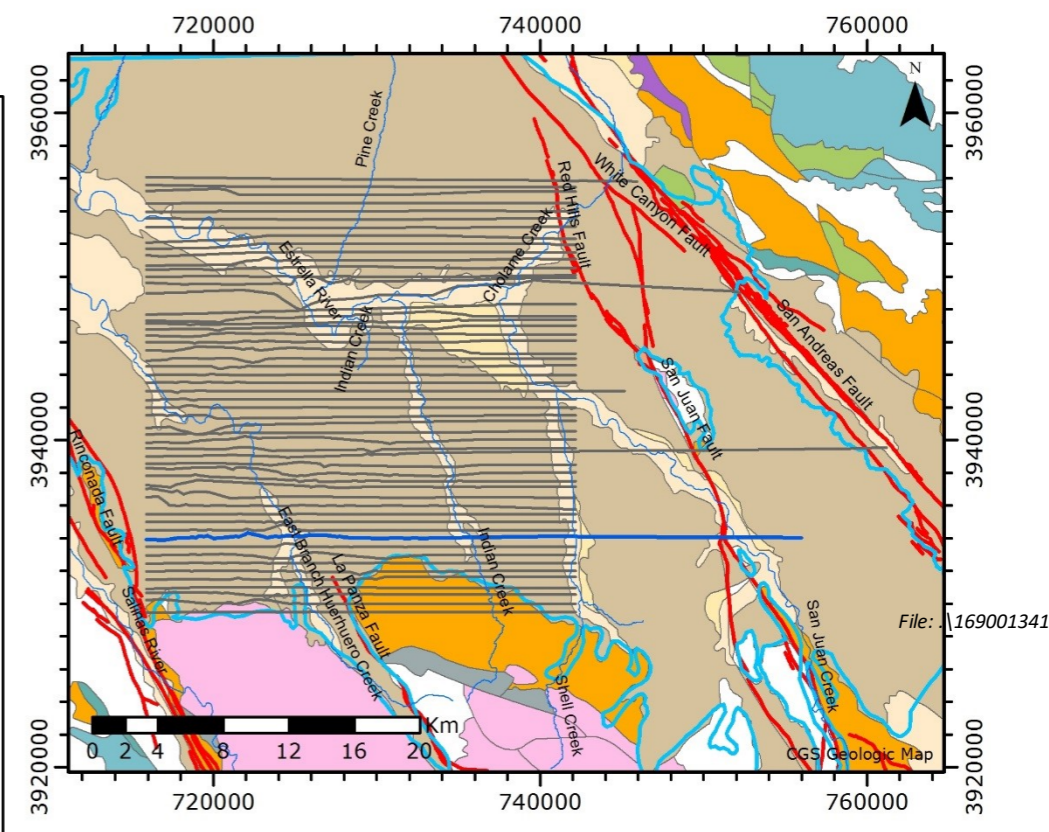 720000
740000
760000
3960000
3940000
3920000
3960000
3940000
3920000
N
Pine Creek
White Canyon Fault
Red Hills Fault
Cholame Creek
Estrella River
Indian Creek
San Andreas Fault
San Juan Fault
Rinconada Fault
East Branch Huerhuero Creek
La Panza Fault
Indian Creek
Salinas River
Shell Creek
San Juan Creek
File: .\169001341
Km
0 2 4 8 12 16 20
CGS Geologic Map
720000
740000
760000